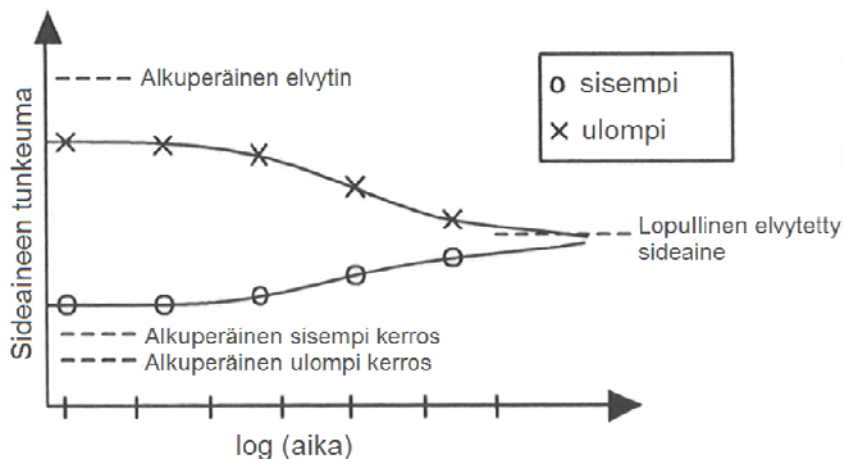 Alkuperäinen elvytin
o sisempi
× ulompi
Sideaineen tunkeuma
Lopullinen elvytetty
sideaine
Alkuperäinen sisempi kerros
Alkuperäinen ulompi kerros
log (aika)